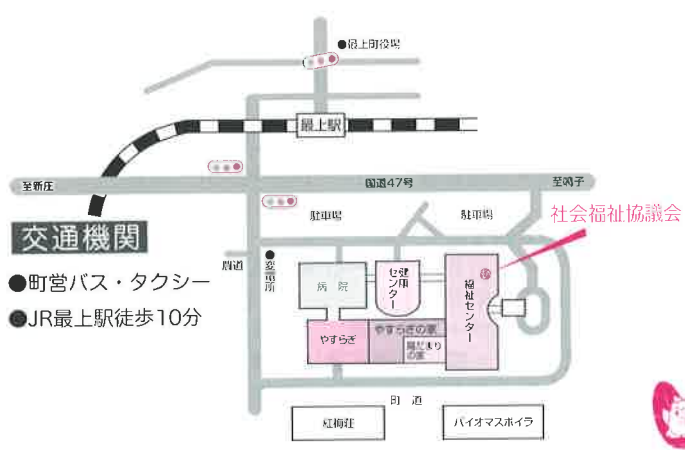 ●最上町役場
最上駅
至新庄
国道47号
至鳴子
駐車場
駐車場
社会福祉協議会
交通機関
●町営バス・タクシー
●JR最上駅徒歩10分
町道
●変電所
病院
健康
センター
福祉センター
やすらぎ
やすらぎの家
陽だまり
の家
町道
紅梅荘
バイオマスボイラ